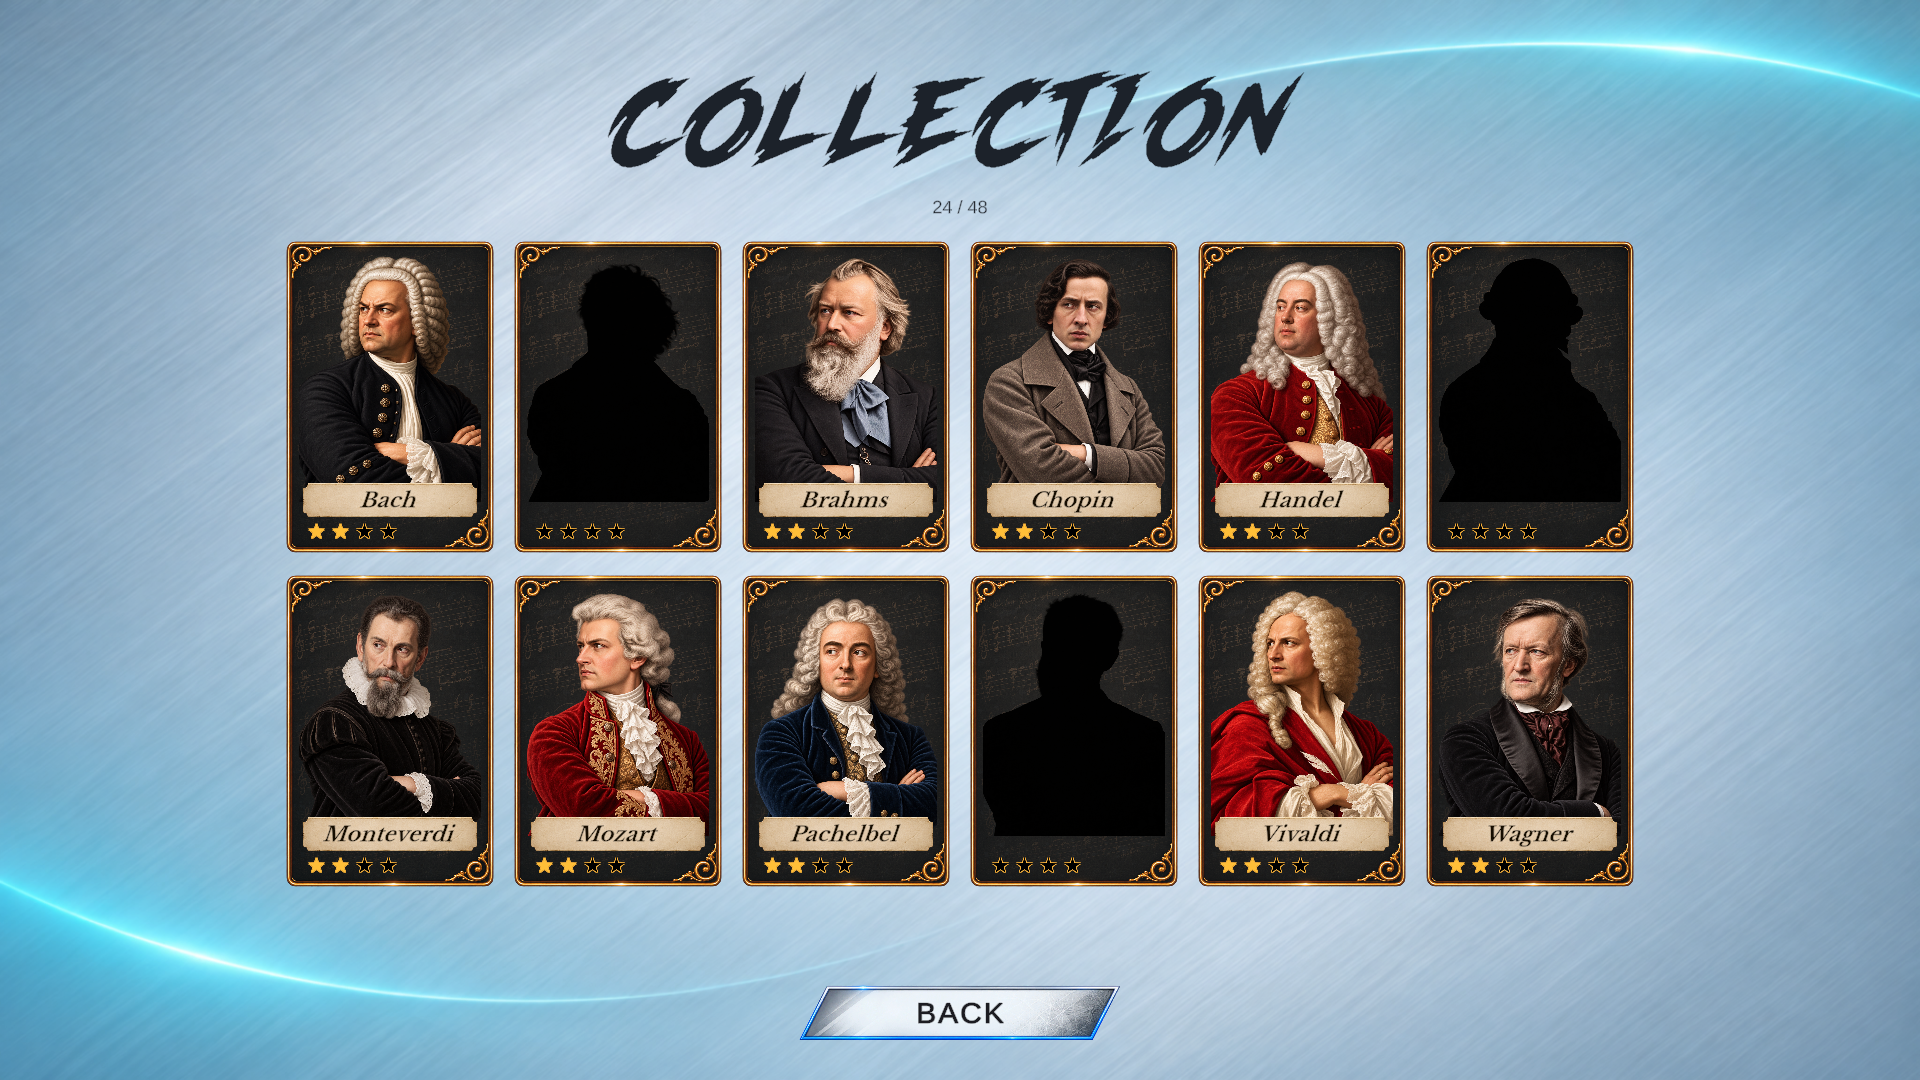 COLLECTION
24 / 48
Bach
Brahms
Chopin
Handel
Monteverdi
Mozart
Pachelbel
Vivaldi
Wagner
BACK